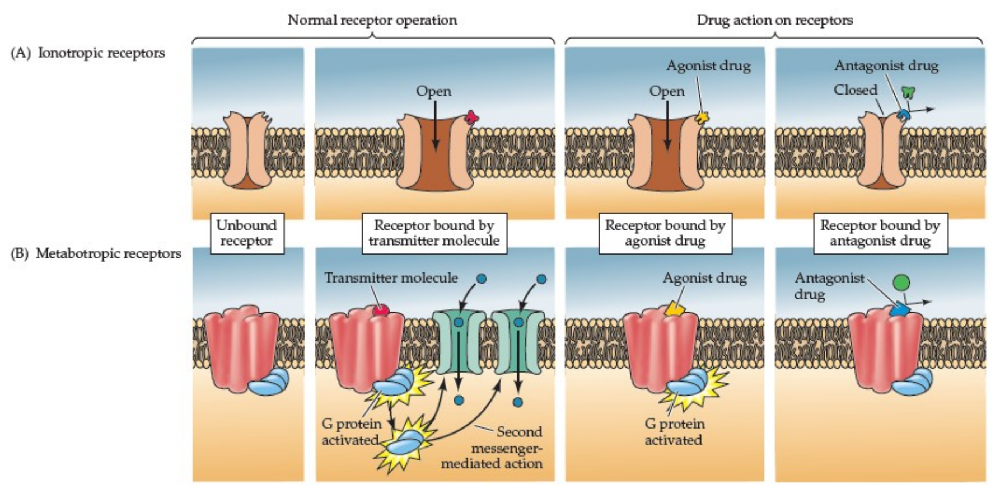 Normal receptor operation
Drug action on receptors
(A) Ionotropic receptors
Open
Agonist drug
Open
Antagonist drug
Closed
Unbound
receptor
Receptor bound by
transmitter molecule
Receptor bound by
agonist drug
Receptor bound by
antagonist drug
(B) Metabotropic receptors
Transmitter molecule
G protein
activated
Second
messenger-
mediated action
Agonist drug
G protein
activated
Antagonist
drug